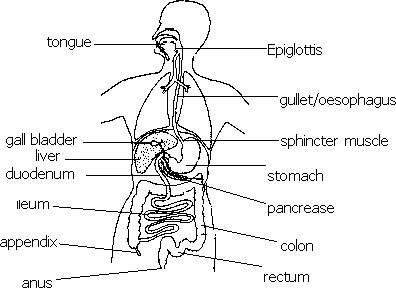 tongue
Epiglottis
gullet/oesophagus
gall bladder
sphincter muscle
liver
duodenum
stomach
ileum
pancrease
appendix
colon
rectum
anus